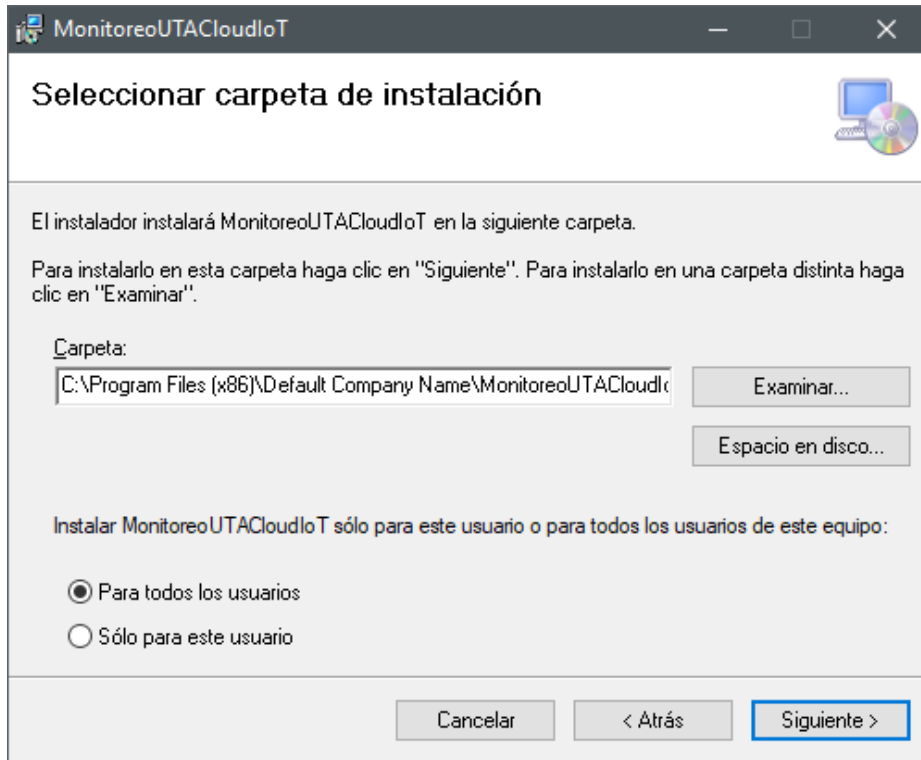 MonitoreoUTACloudIoT
Seleccionar carpeta de instalación
El instalador instalará MonitoreoUTACloudIoT en la siguiente carpeta.
Para instalarlo en esta carpeta haga clic en "Siguiente". Para instalarlo en una carpeta distinta haga
clic en "Examinar".
Carpeta:
C:\Program Files (x86)\Default Company Name\MonitoreoUTACloudIo
Examinar...
Espacio en disco...
Instalar MonitoreoUTACloudIoT sólo para este usuario o para todos los usuarios de este equipo:
Para todos los usuarios
Sólo para este usuario
Cancelar
< Atrás
Siguiente >